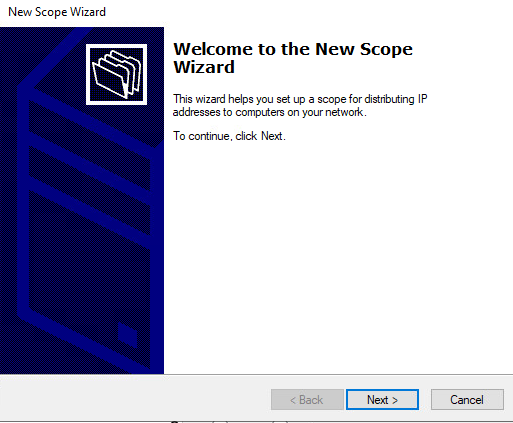 New Scope Wizard
Welcome to the New Scope
Wizard
This wizard helps you set up a scope for distributing IP
addresses to computers on your network.
To continue, click Next.
< Back
Next >
Cancel